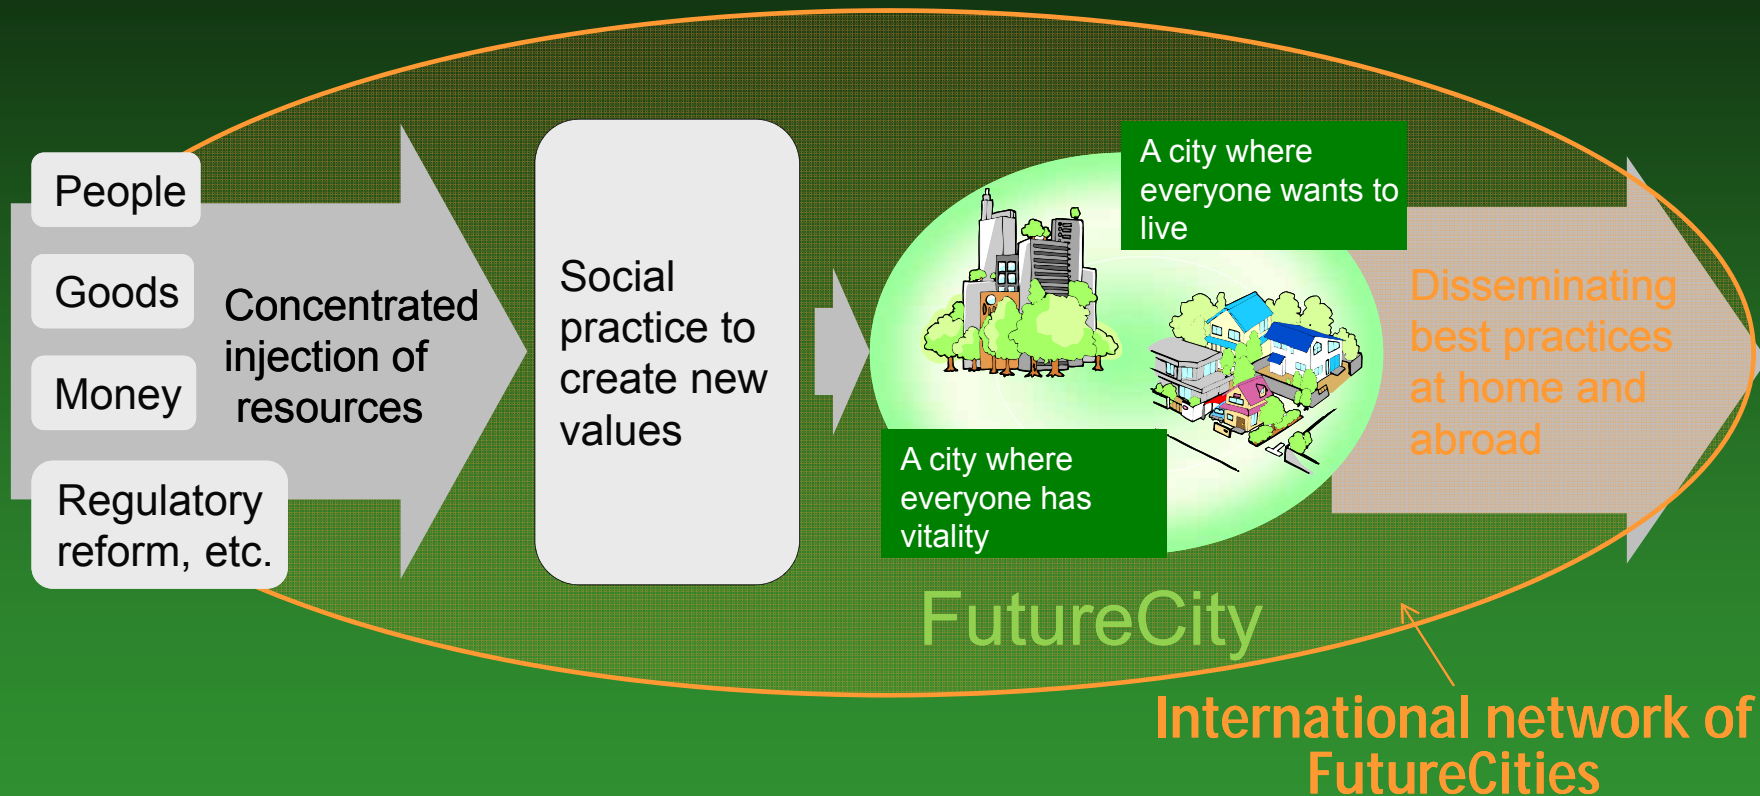 People
Goods
Money
Regulatory
reform, etc.
Concentrated
injection of
resources
Social
practice to
create new
values
A city where
everyone wants to
live
A city where
everyone has
vitality
FutureCity
Disseminating
best practices
at home and
abroad
International network of
FutureCities